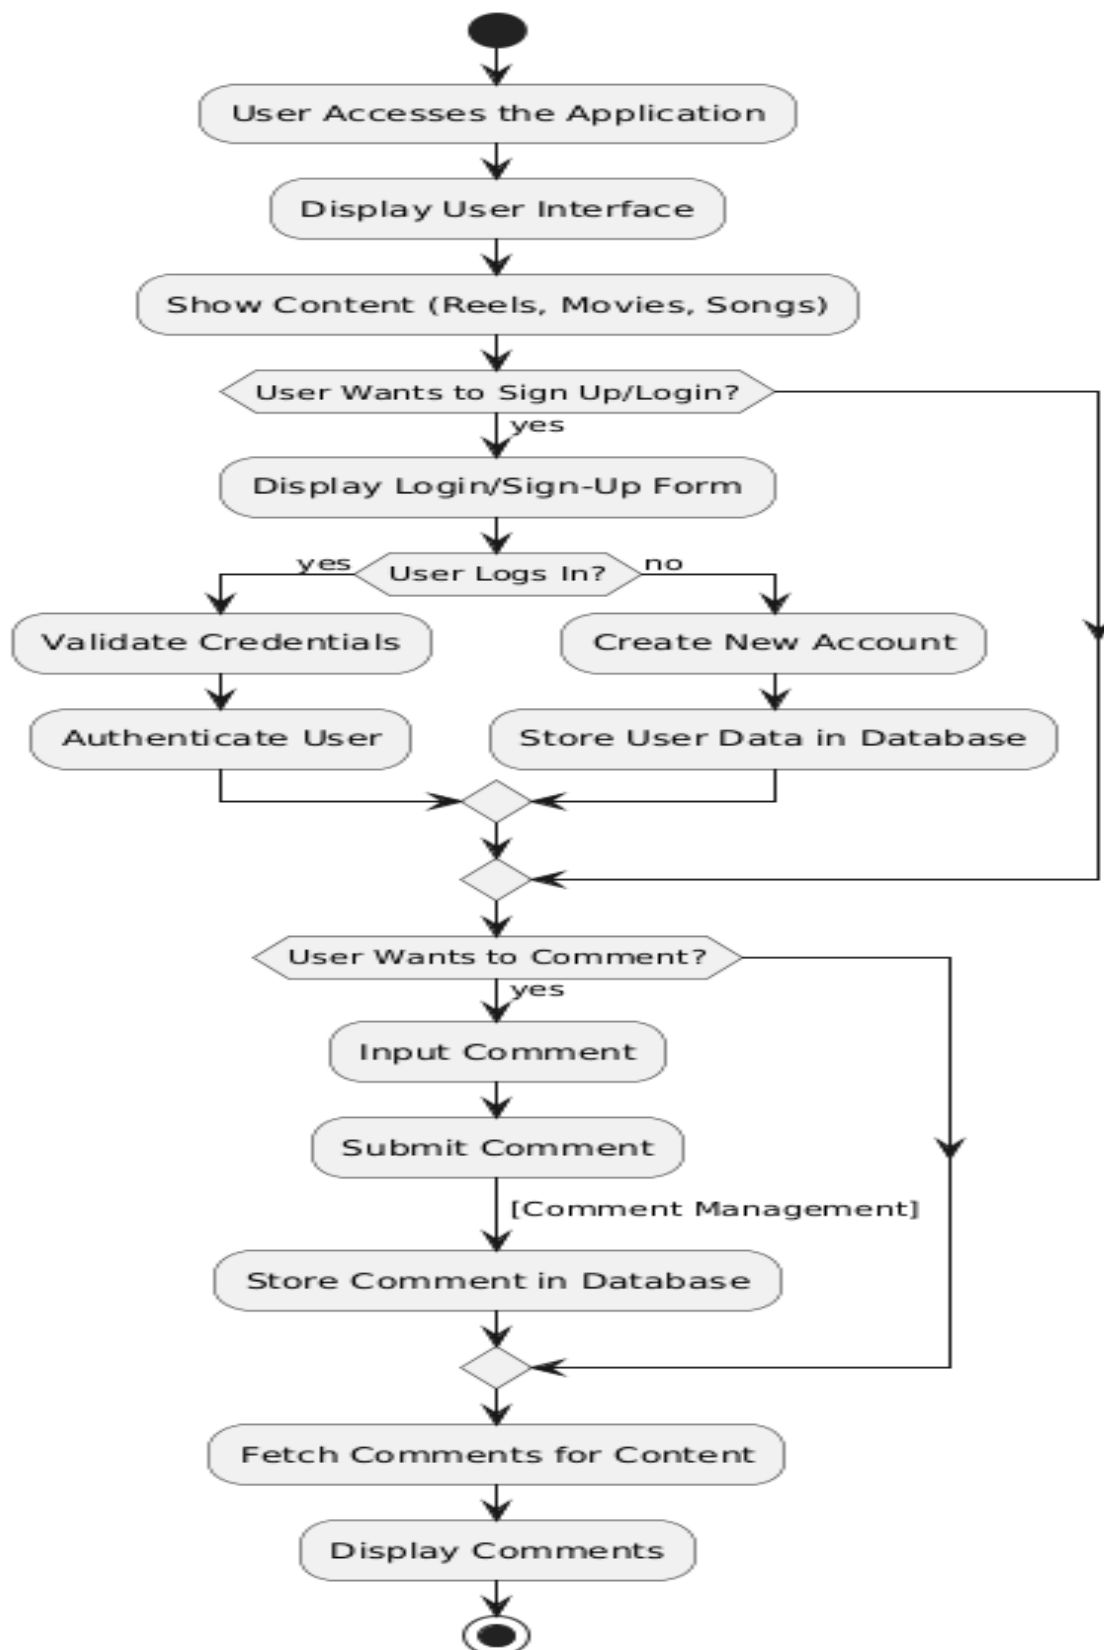 User Accesses the Application
Display User Interface
Show Content (Reels, Movies, Songs)
User Wants to Sign Up/Login?
yes
Display Login/Sign-Up Form
yes
User Logs In?
no
Validate Credentials
Create New Account
Authenticate User
Store User Data in Database
User Wants to Comment?
yes
Input Comment
Submit Comment
[Comment Management]
Store Comment in Database
Fetch Comments for Content
Display Comments